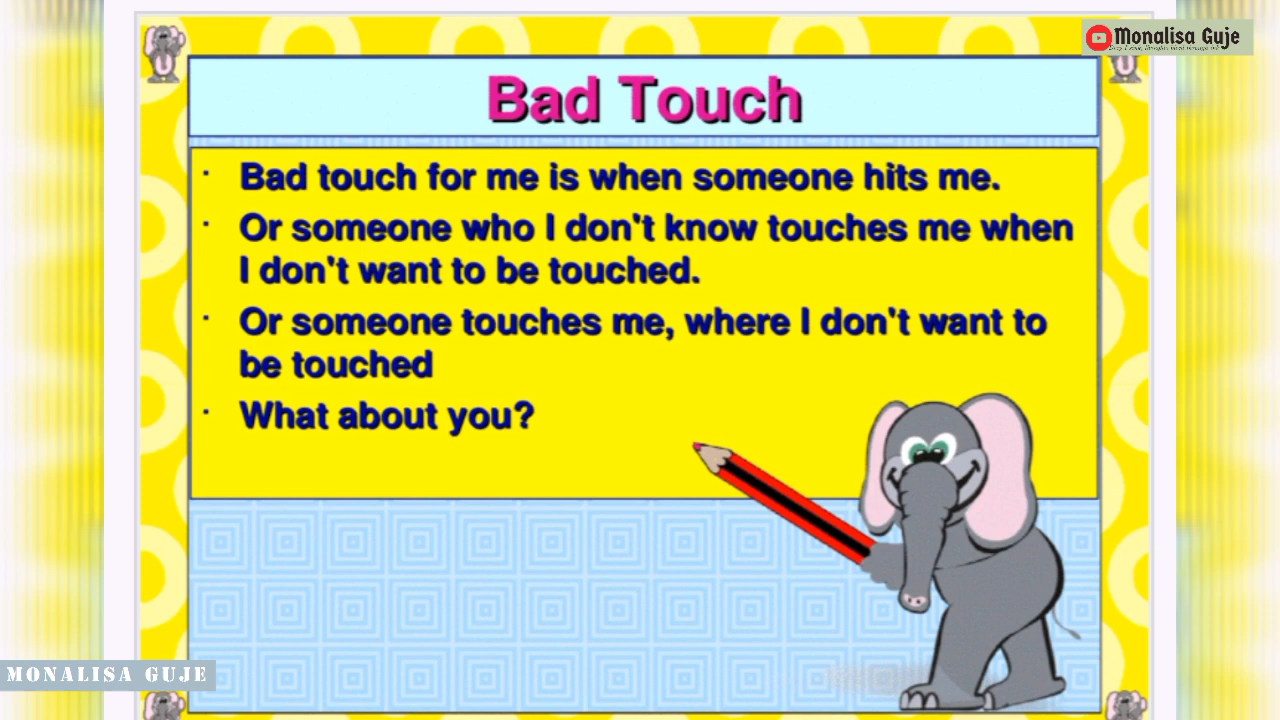 Monalisa Guje
Bad Touch
· Bad touch for me is when someone hits me.
· Or someone who I don't know touches me when
I don't want to be touched.
· Or someone touches me, where I don't want to
be touched
· What about you?
MONALISA GUJE